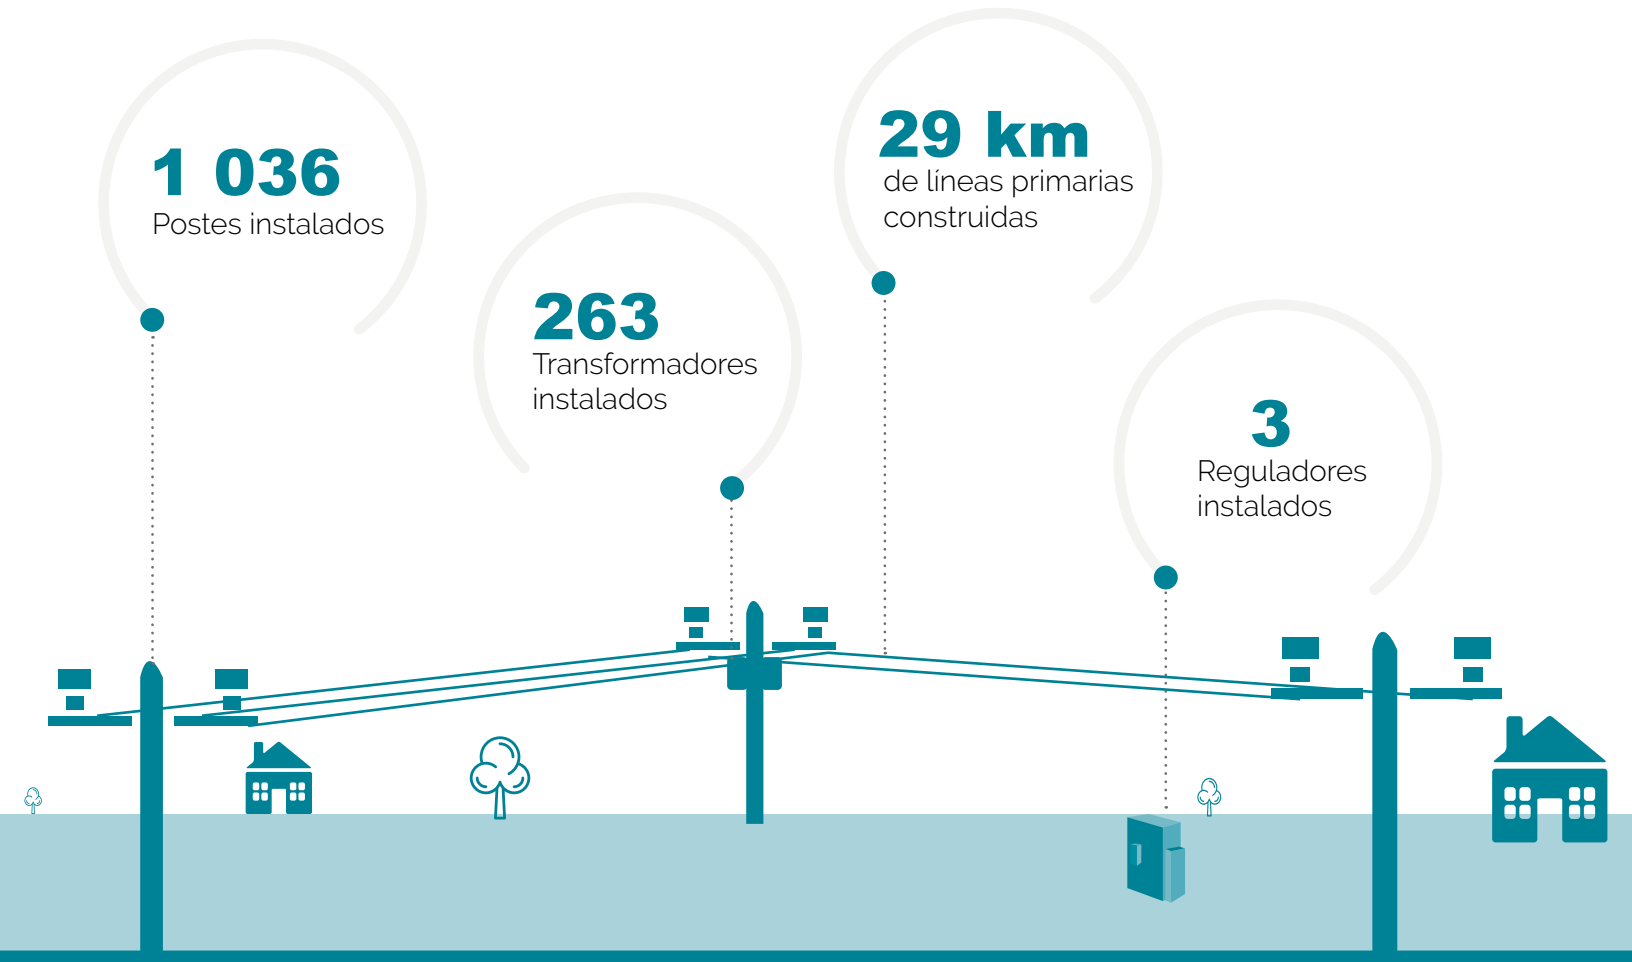 1 036
Postes instalados
263
Transformadores
instalados
29 km
de líneas primarias
construidas
3
Reguladores
instalados